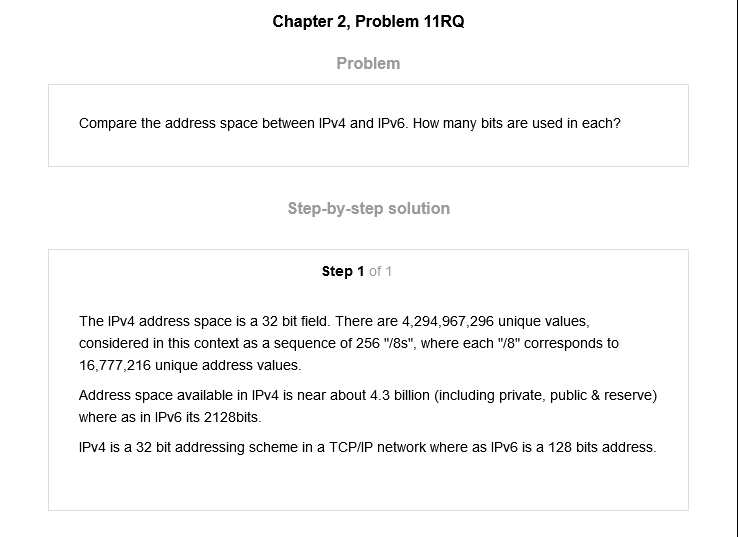 Chapter 2, Problem 11RQ
Problem
Compare the address space between IPv4 and IPv6. How many bits are used in each?
Step-by-step solution
Step 1 of 1
The IPv4 address space is a 32 bit field. There are 4,294,967,296 unique values,
considered in this context as a sequence of 256 "/8s", where each "/8" corresponds to
16,777,216 unique address values.
Address space available in IPv4 is near about 4.3 billion (including private, public & reserve)
where as in IPv6 its 2128bits.
IPv4 is a 32 bit addressing scheme in a TCP/IP network where as IPv6 is a 128 bits address.